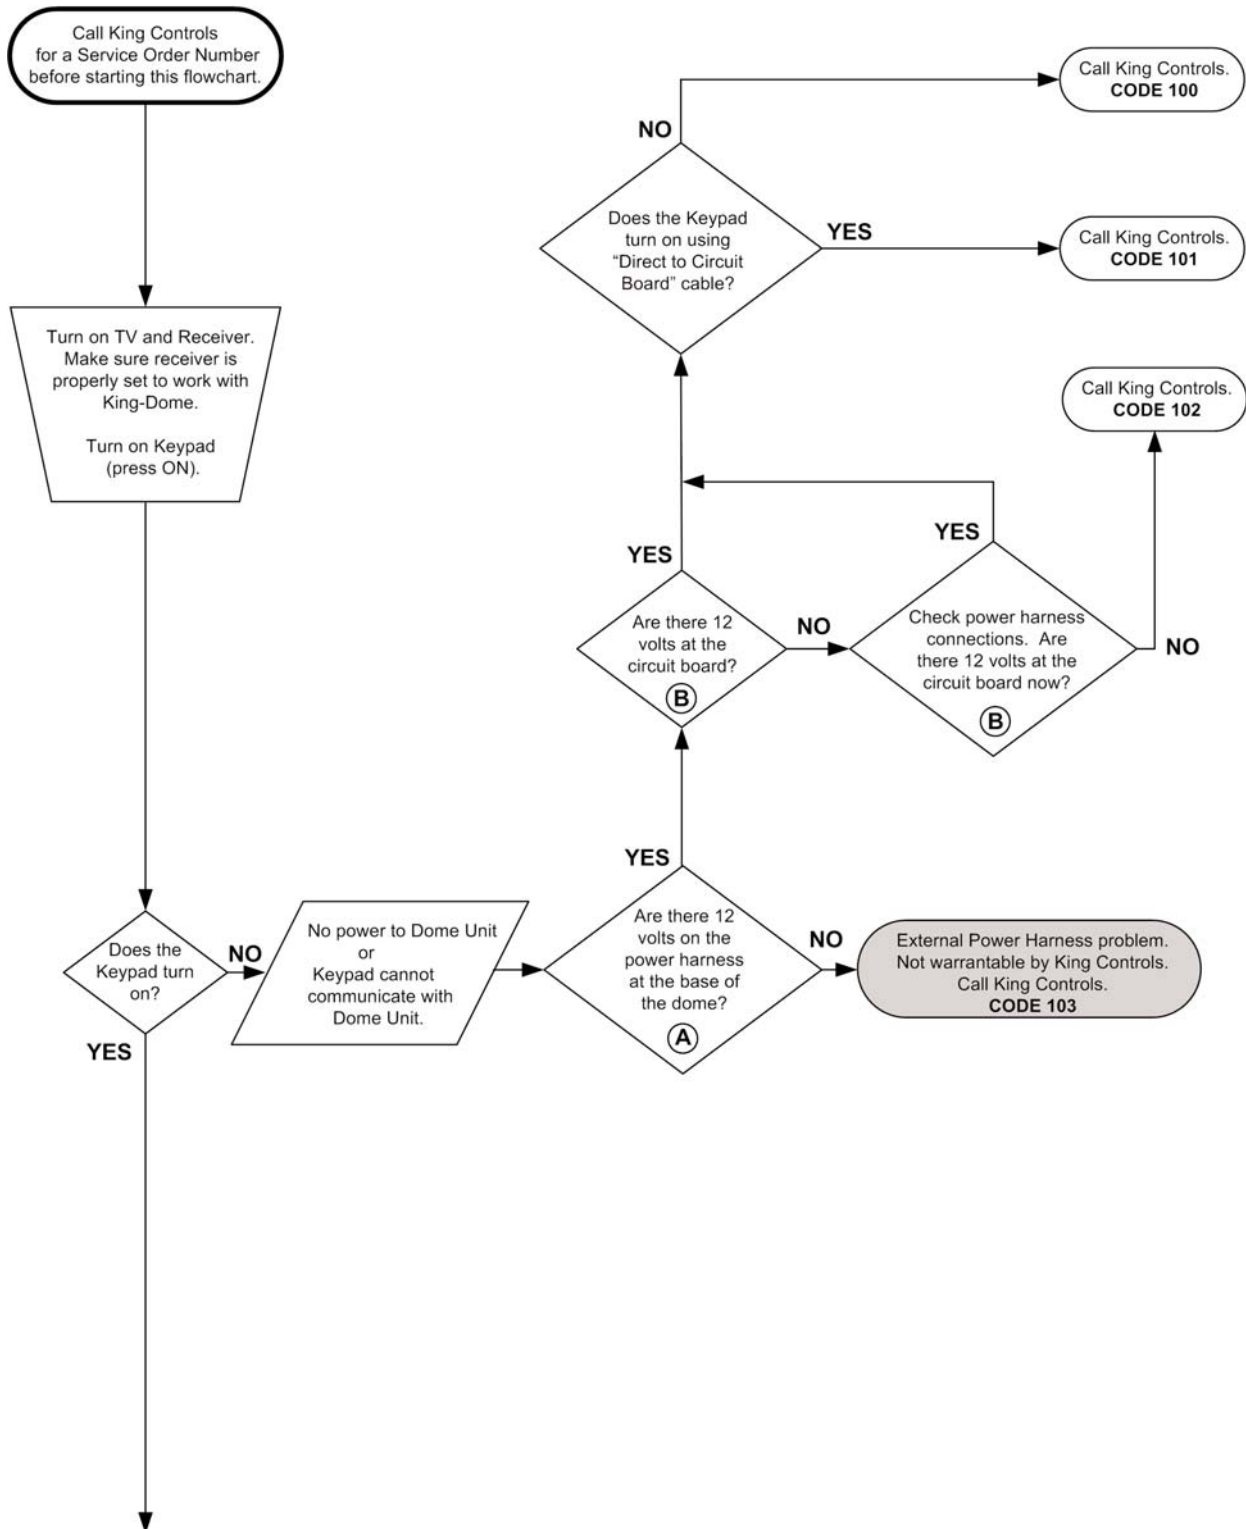 Call King Controls
for a Service Order Number
before starting this flowchart.
Turn on TV and Receiver.
Make sure receiver is
properly set to work with
King-Dome.
Turn on Keypad
(press ON).
Does the
Keypad turn
on?
NO
YES
No power to Dome Unit
or
Keypad cannot
communicate with
Dome Unit.
Are there 12
volts on the
power harness
at the base of
the dome?
A
NO
External Power Harness problem.
Not warrantable by King Controls.
Call King Controls.
CODE 103
YES
Are there 12
volts at the
circuit board?
B
NO
Check power harness
connections.  Are
there 12 volts at the
circuit board now?
B
NO
Call King Controls.
CODE 102
YES
YES
Does the Keypad
turn on using
“Direct to Circuit
Board” cable?
YES
Call King Controls.
CODE 101
NO
Call King Controls.
CODE 100